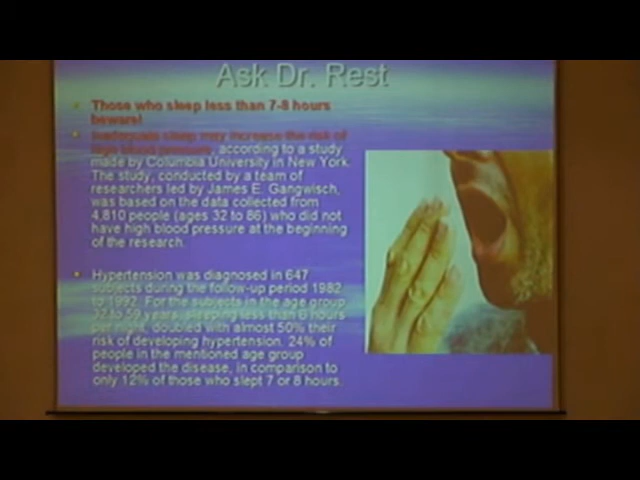 Ask Dr. Rest
Those who sleep less than 7-8 hours
beware!
Inadequate sleep may increase the risk of
high blood pressure, according to a study
made by Columbia University in New York.
The study, conducted by a team of
researchers led by James E. Gangwisch,
was based on the data collected from
4,810 people (ages 32 to 86) who did not
have high blood pressure at the beginning
of the research.
Hypertension was diagnosed in 647
subjects during the follow-up period 1982
to 1992. For the subjects in the age group
32 to 59 years, sleeping less than 6 hours
per night, doubled with almost 50% their
risk of developing hypertension. 24% of
people in the mentioned age group
developed the disease, in comparison to
only 12% of those who slept 7 or 8 hours.